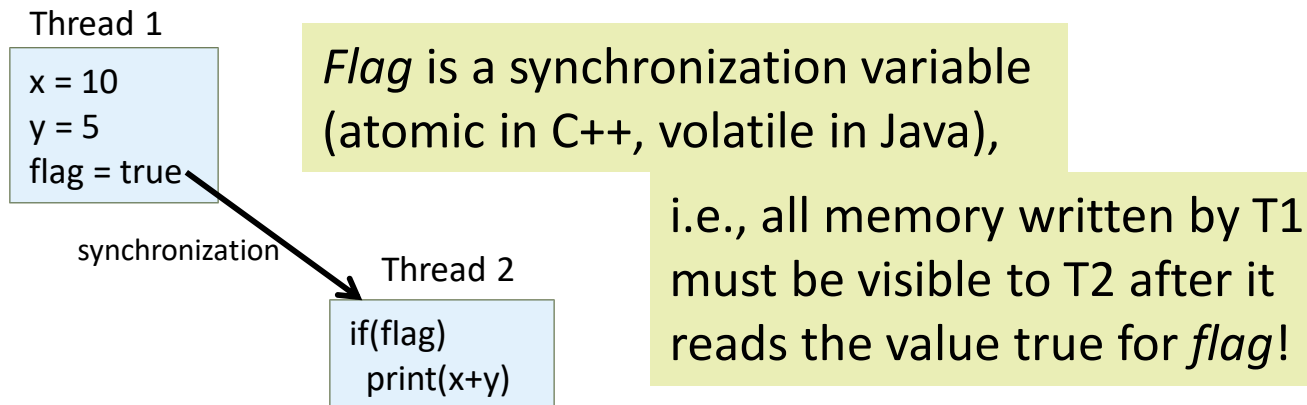 Thread 1
x = 10
y = 5
flag = true
Flag is a synchronization variable
(atomic in C++, volatile in Java),
i.e., all memory written by T1
must be visible to T2 after it
reads the value true for flag!
synchronization
Thread 2
if(flag)
print(x+y)